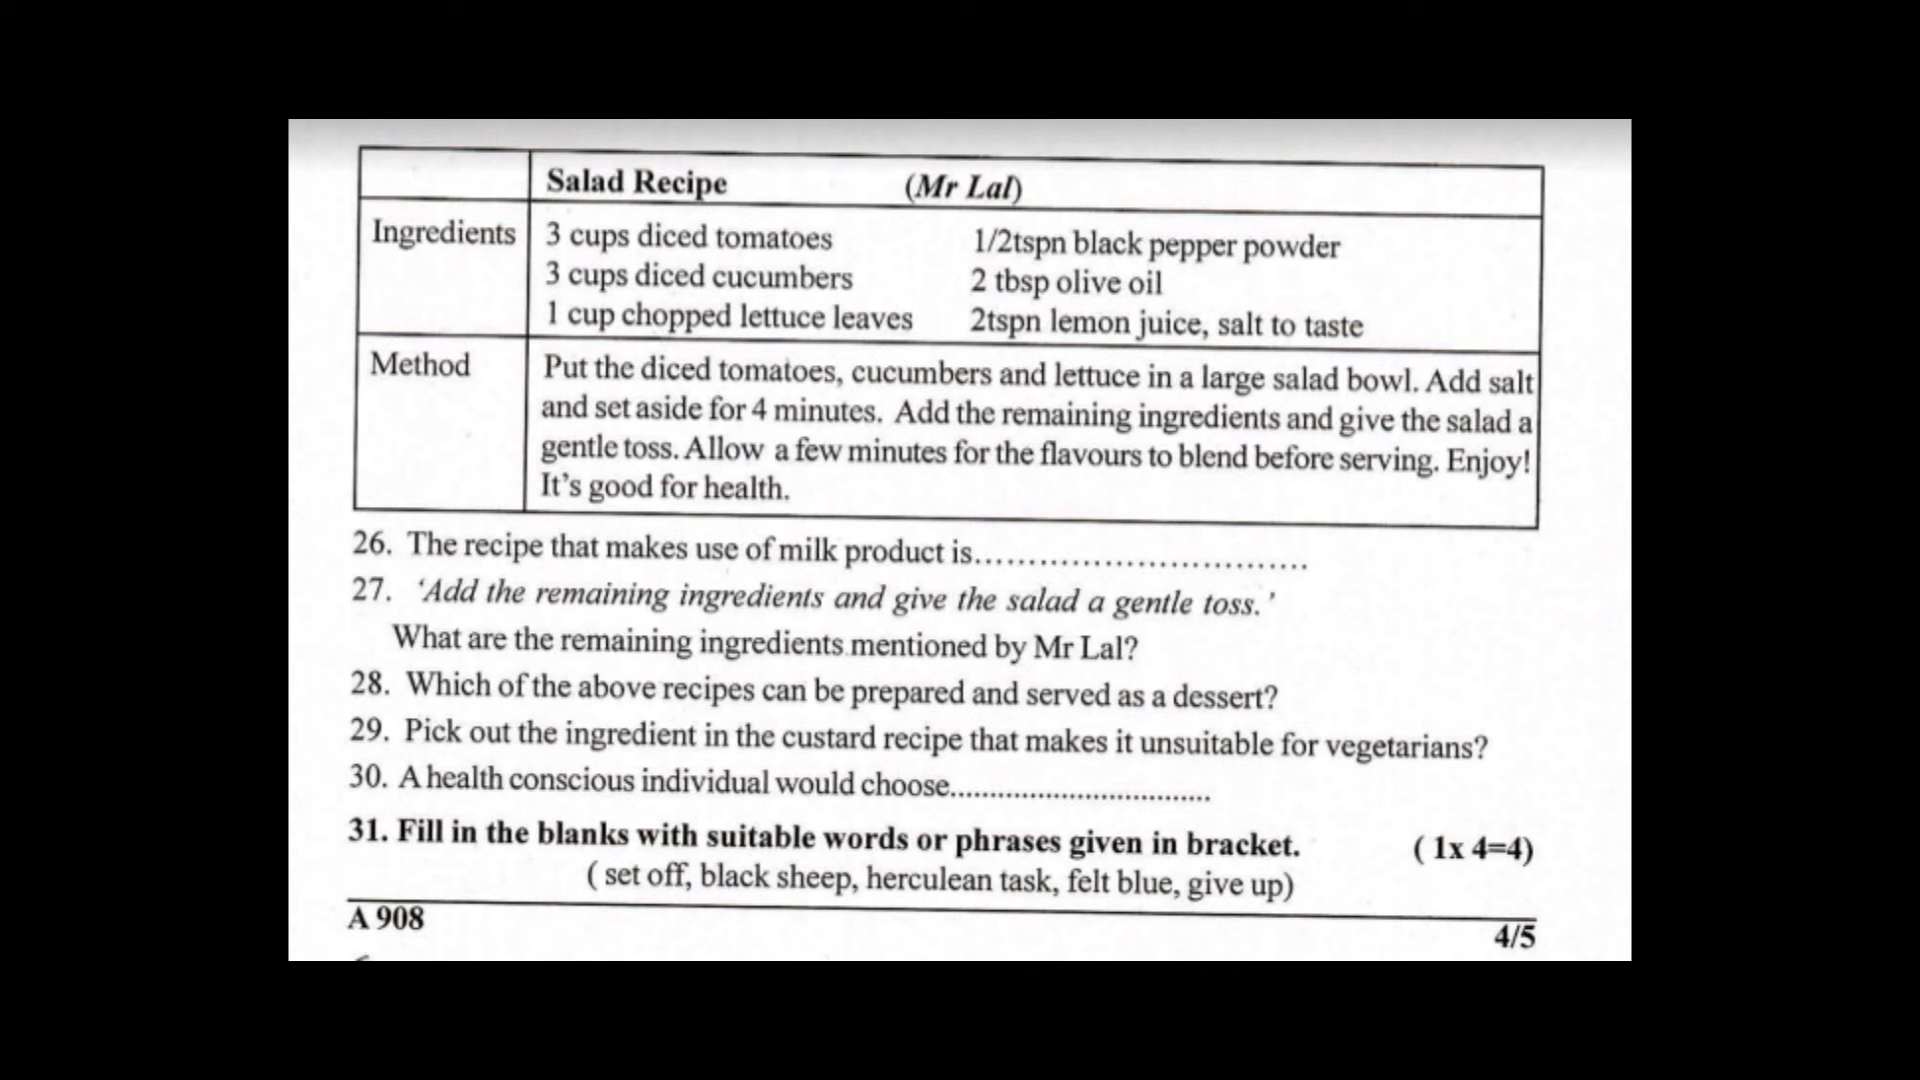 Salad Recipe (Mr Lal)
Ingredients 3 cups diced tomatoes 1/2tspn black pepper powder
3 cups diced cucumbers 2 tbsp olive oil
1 cup chopped lettuce leaves 2tspn lemon juice, salt to taste
Method Put the diced tomatoes, cucumbers and lettuce in a large salad bowl. Add salt
and set aside for 4 minutes. Add the remaining ingredients and give the salad a
gentle toss. Allow a few minutes for the flavours to blend before serving. Enjoy!
It's good for health.
26. The recipe that makes use of milk product is.................................
27. ‘Add the remaining ingredients and give the salad a gentle toss.’
What are the remaining ingredients mentioned by Mr Lal?
28. Which of the above recipes can be prepared and served as a dessert?
29. Pick out the ingredient in the custard recipe that makes it unsuitable for vegetarians?
30. A health conscious individual would choose.................................
31. Fill in the blanks with suitable words or phrases given in bracket. ( 1x 4=4)
( set off, black sheep, herculean task, felt blue, give up)
A 908
4/5